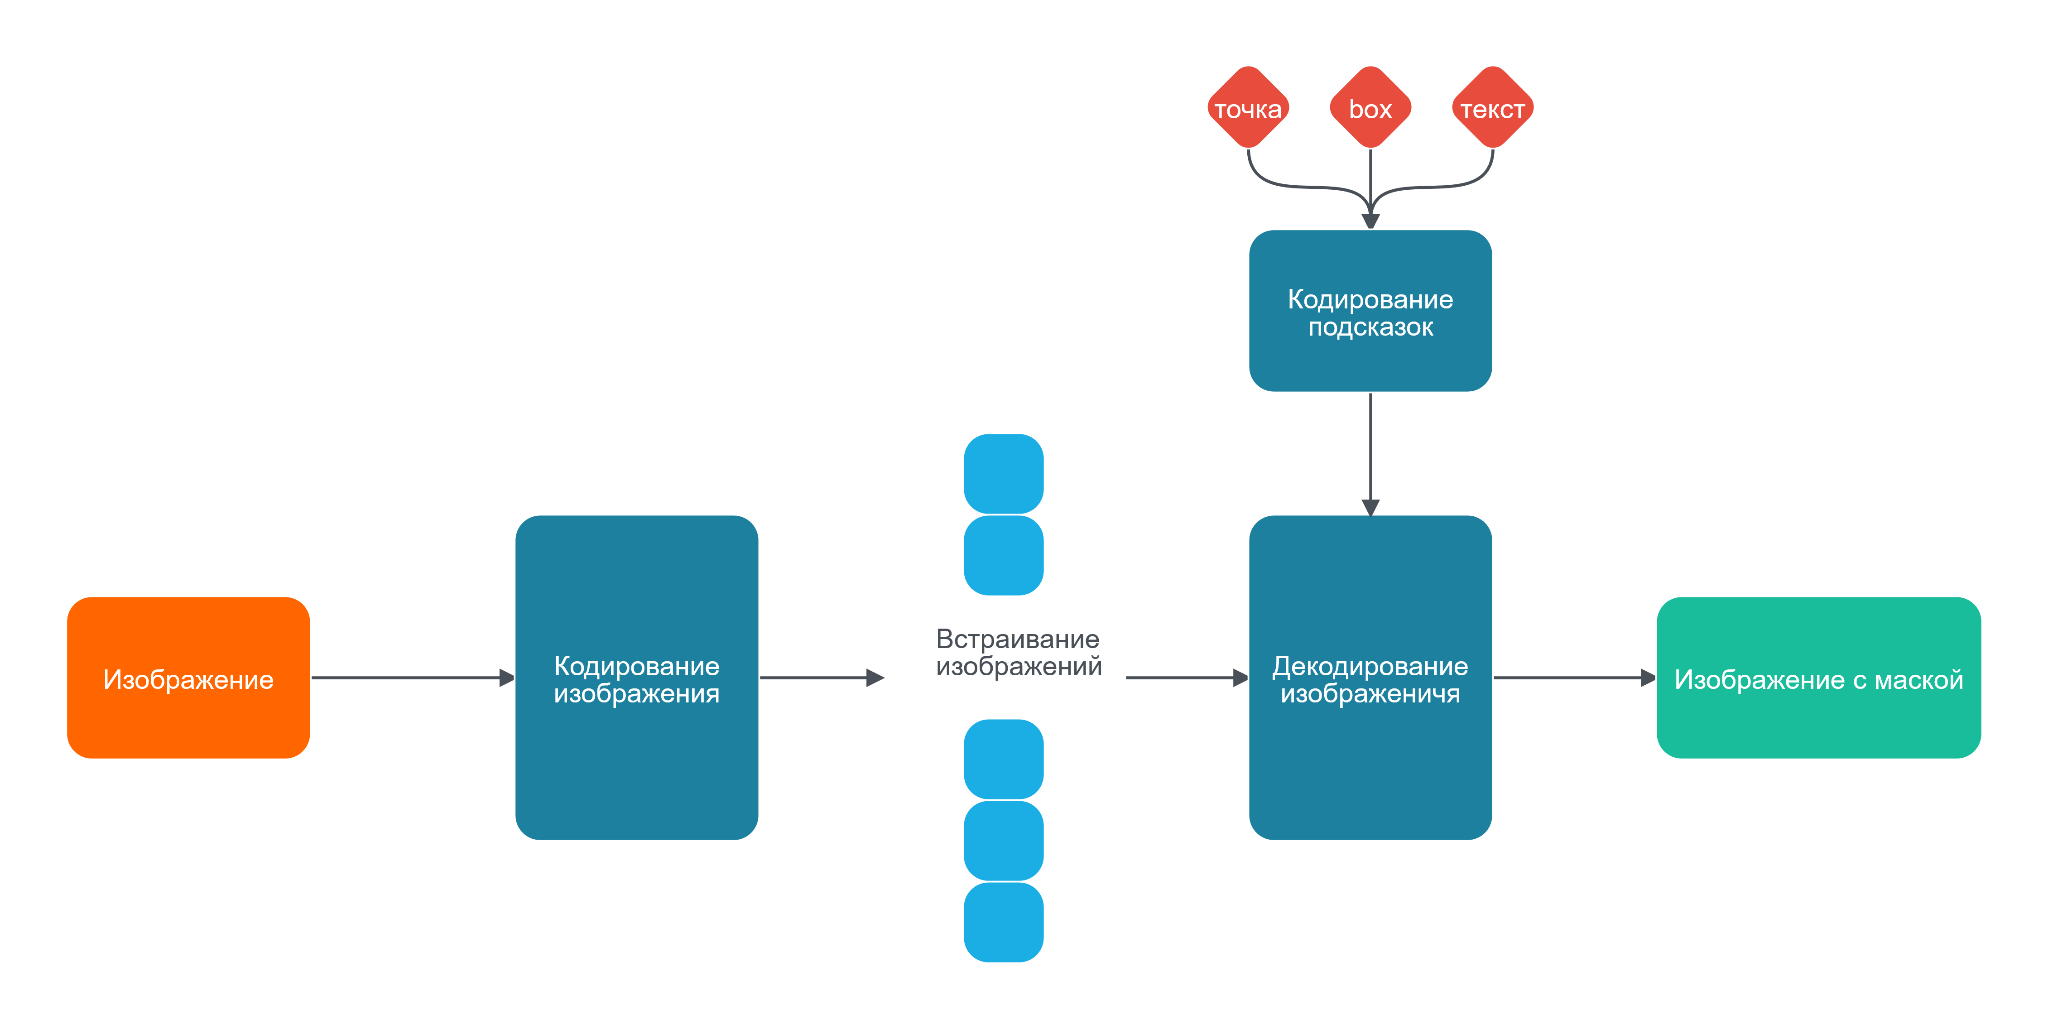 точка
box
текст
Кодирование
подсказок
Изображение
Кодирование
изображения
Встраивание
изображений
Декодирование
изображеничя
Изображение с маской